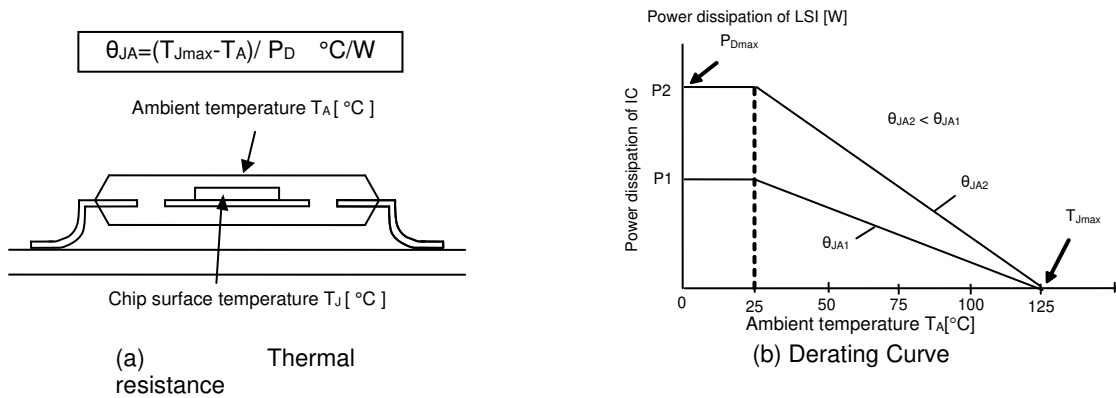 θJA=(TJmax-TA)/ PD °C/W
Ambient temperature TA[ °C ]
Chip surface temperature TJ[ °C ]
(a) Thermal
resistance
Power dissipation of LSI [W]
PDmax
Power dissipation of IC
P2
P1
θJA2 < θJA1
θJA2
θJA1
TJmax
0 25 50 75 100 125
Ambient temperature TA[°C]
(b) Derating Curve